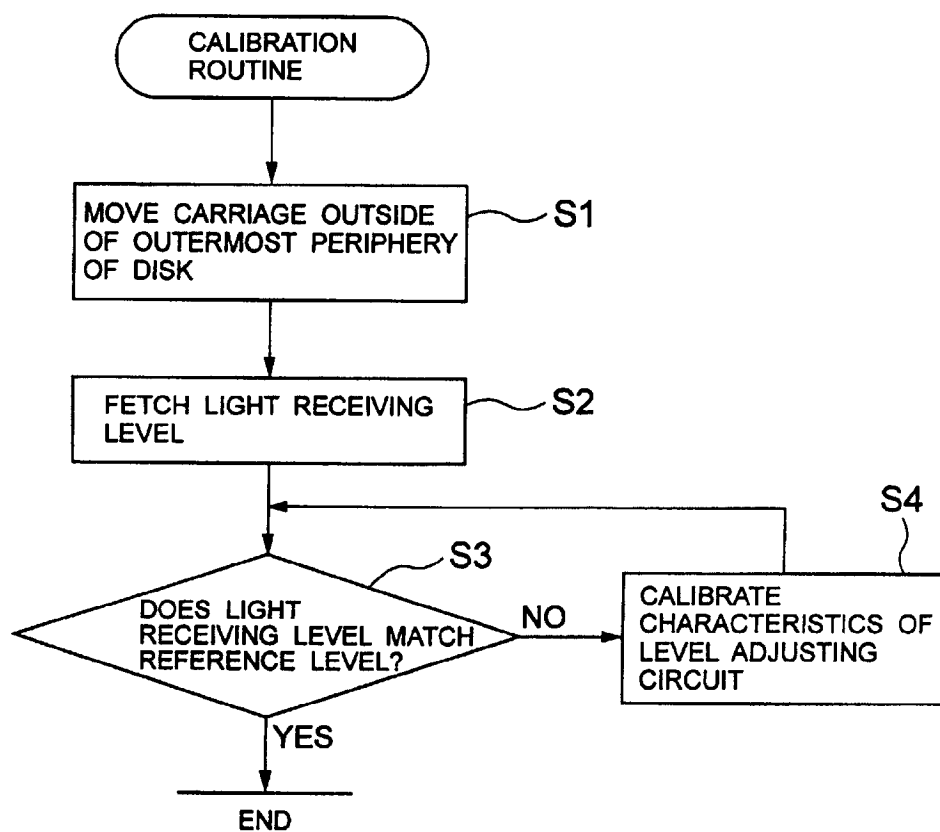 CALIBRATION
ROUTINE
MOVE CARRIAGE OUTSIDE
OF OUTERMOST PERIPHERY
OF DISK
S1
FETCH LIGHT RECEIVING
LEVEL
S2
S3
DOES LIGHT
RECEIVING LEVEL MATCH
REFERENCE LEVEL?
NO
S4
CALIBRATE
CHARACTERISTICS OF
LEVEL ADJUSTING
CIRCUIT
YES
END